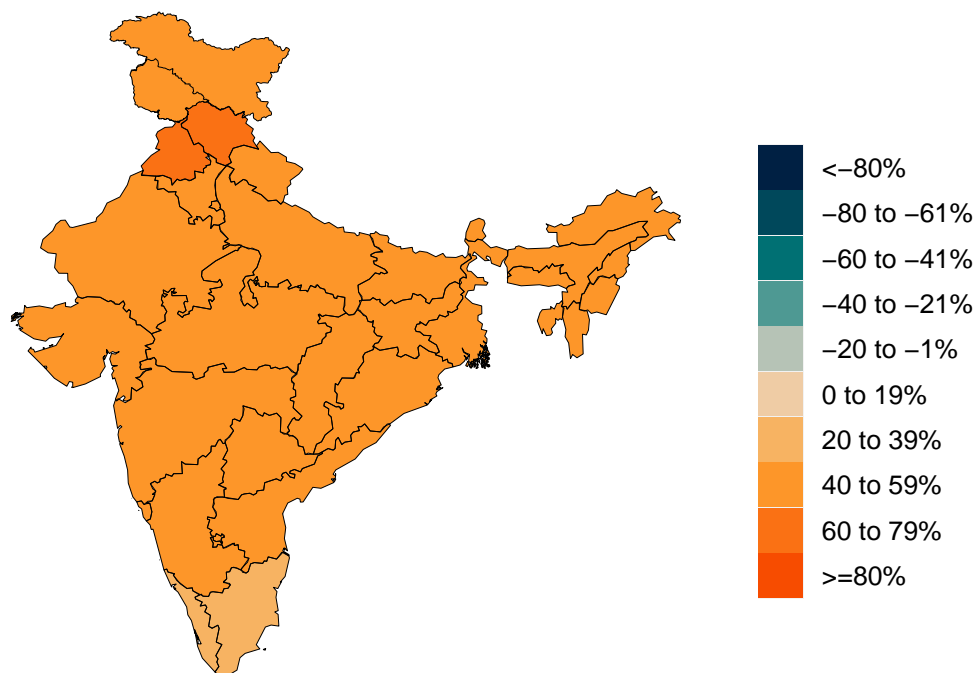 <−80%
−80 to −61%
−60 to −41%
−40 to −21%
−20 to −1%
0 to 19%
20 to 39%
40 to 59%
60 to 79%
>=80%